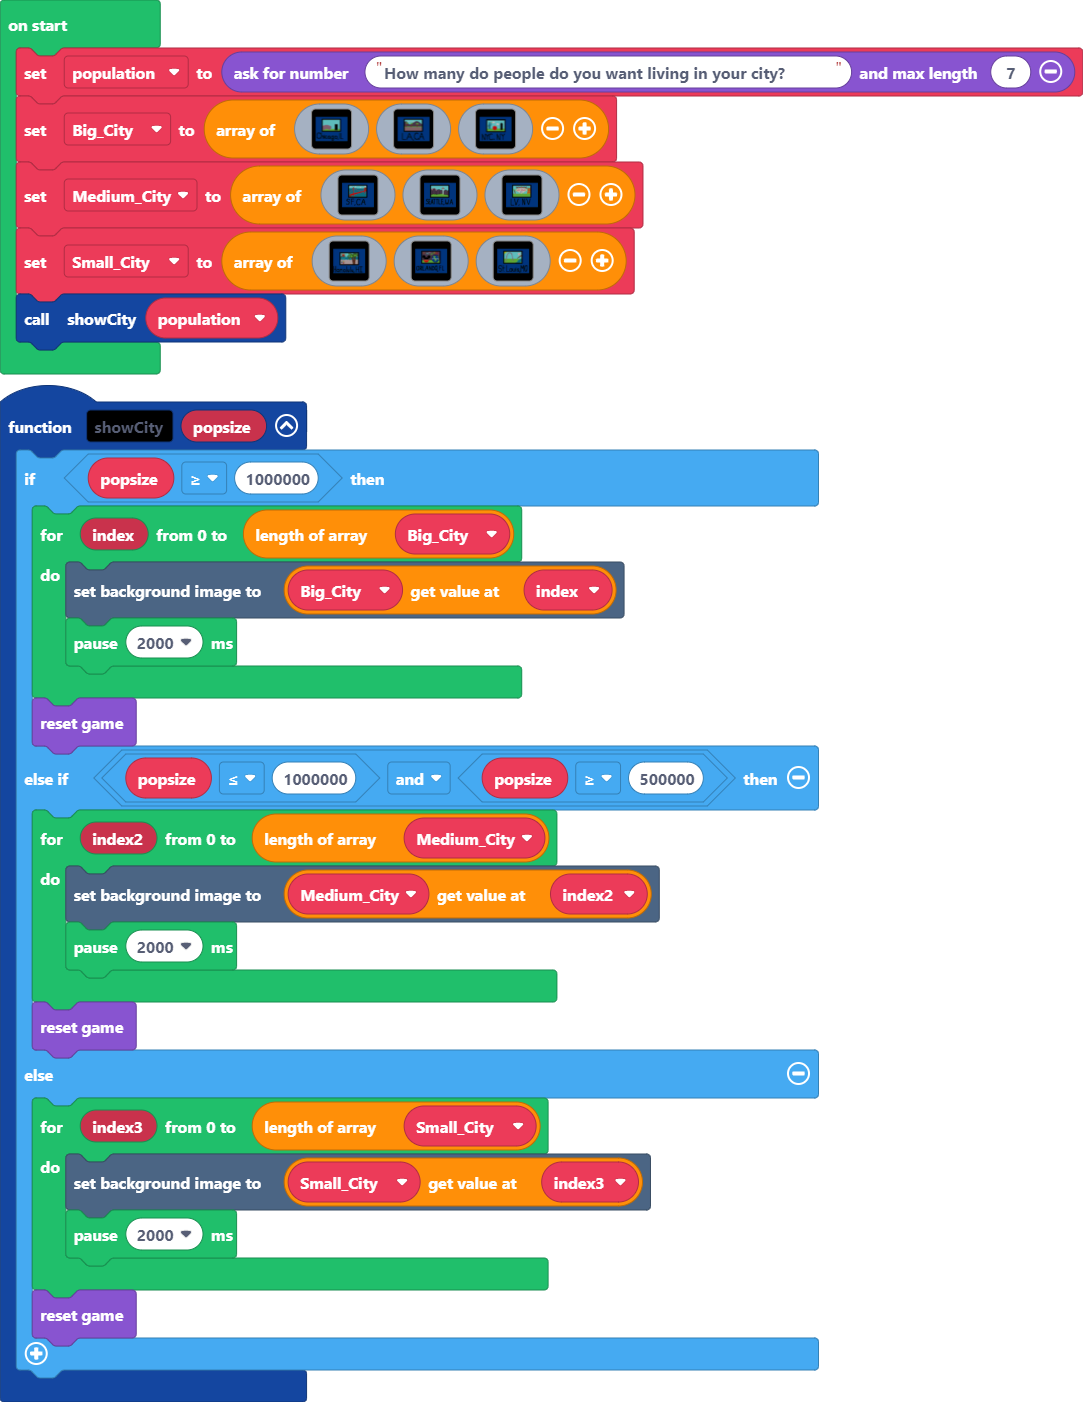 on start
set population to ask for number "How many do people do you want living in your city?" and max length 7
set Big_City to array of
set Medium_City to array of
set Small_City to array of
call showCity population
function showCity popsize
if popsize ≥ 1000000 then
for index from 0 to length of array Big_City
do
set background image to Big_City get value at index
pause 2000 ms
reset game
else if popsize ≤ 1000000 and popsize ≥ 500000 then
for index2 from 0 to length of array Medium_City
do
set background image to Medium_City get value at index2
pause 2000 ms
reset game
else
for index3 from 0 to length of array Small_City
do
set background image to Small_City get value at index3
pause 2000 ms
reset game